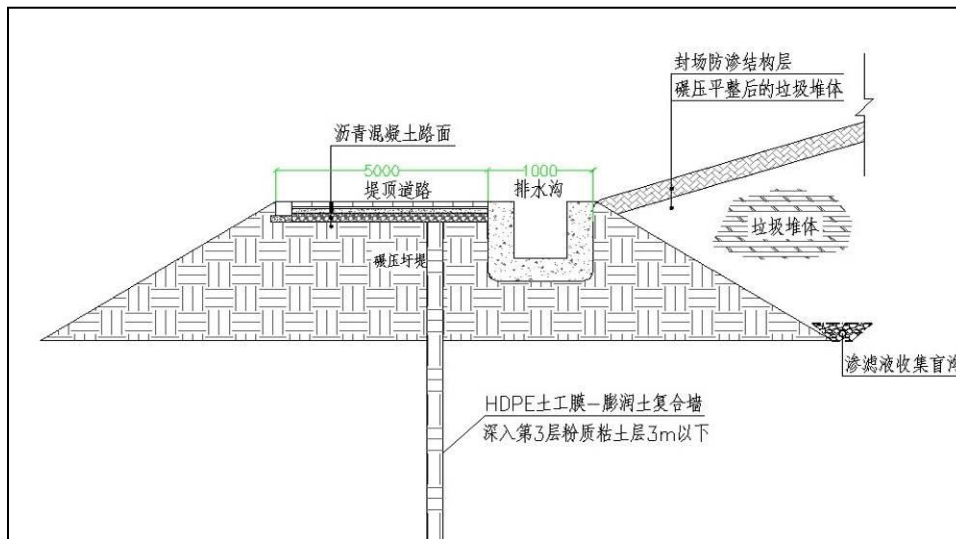 封场防渗结构层
碾压平整后的垃圾堆体
沥青混凝土路面
5000
1000
堤顶道路
排水沟
垃圾堆体
碾压圩堤
渗滤液收集盲沟
HDPE土工膜-膨润土复合墙
深入第3层粉质粘土层3m以下